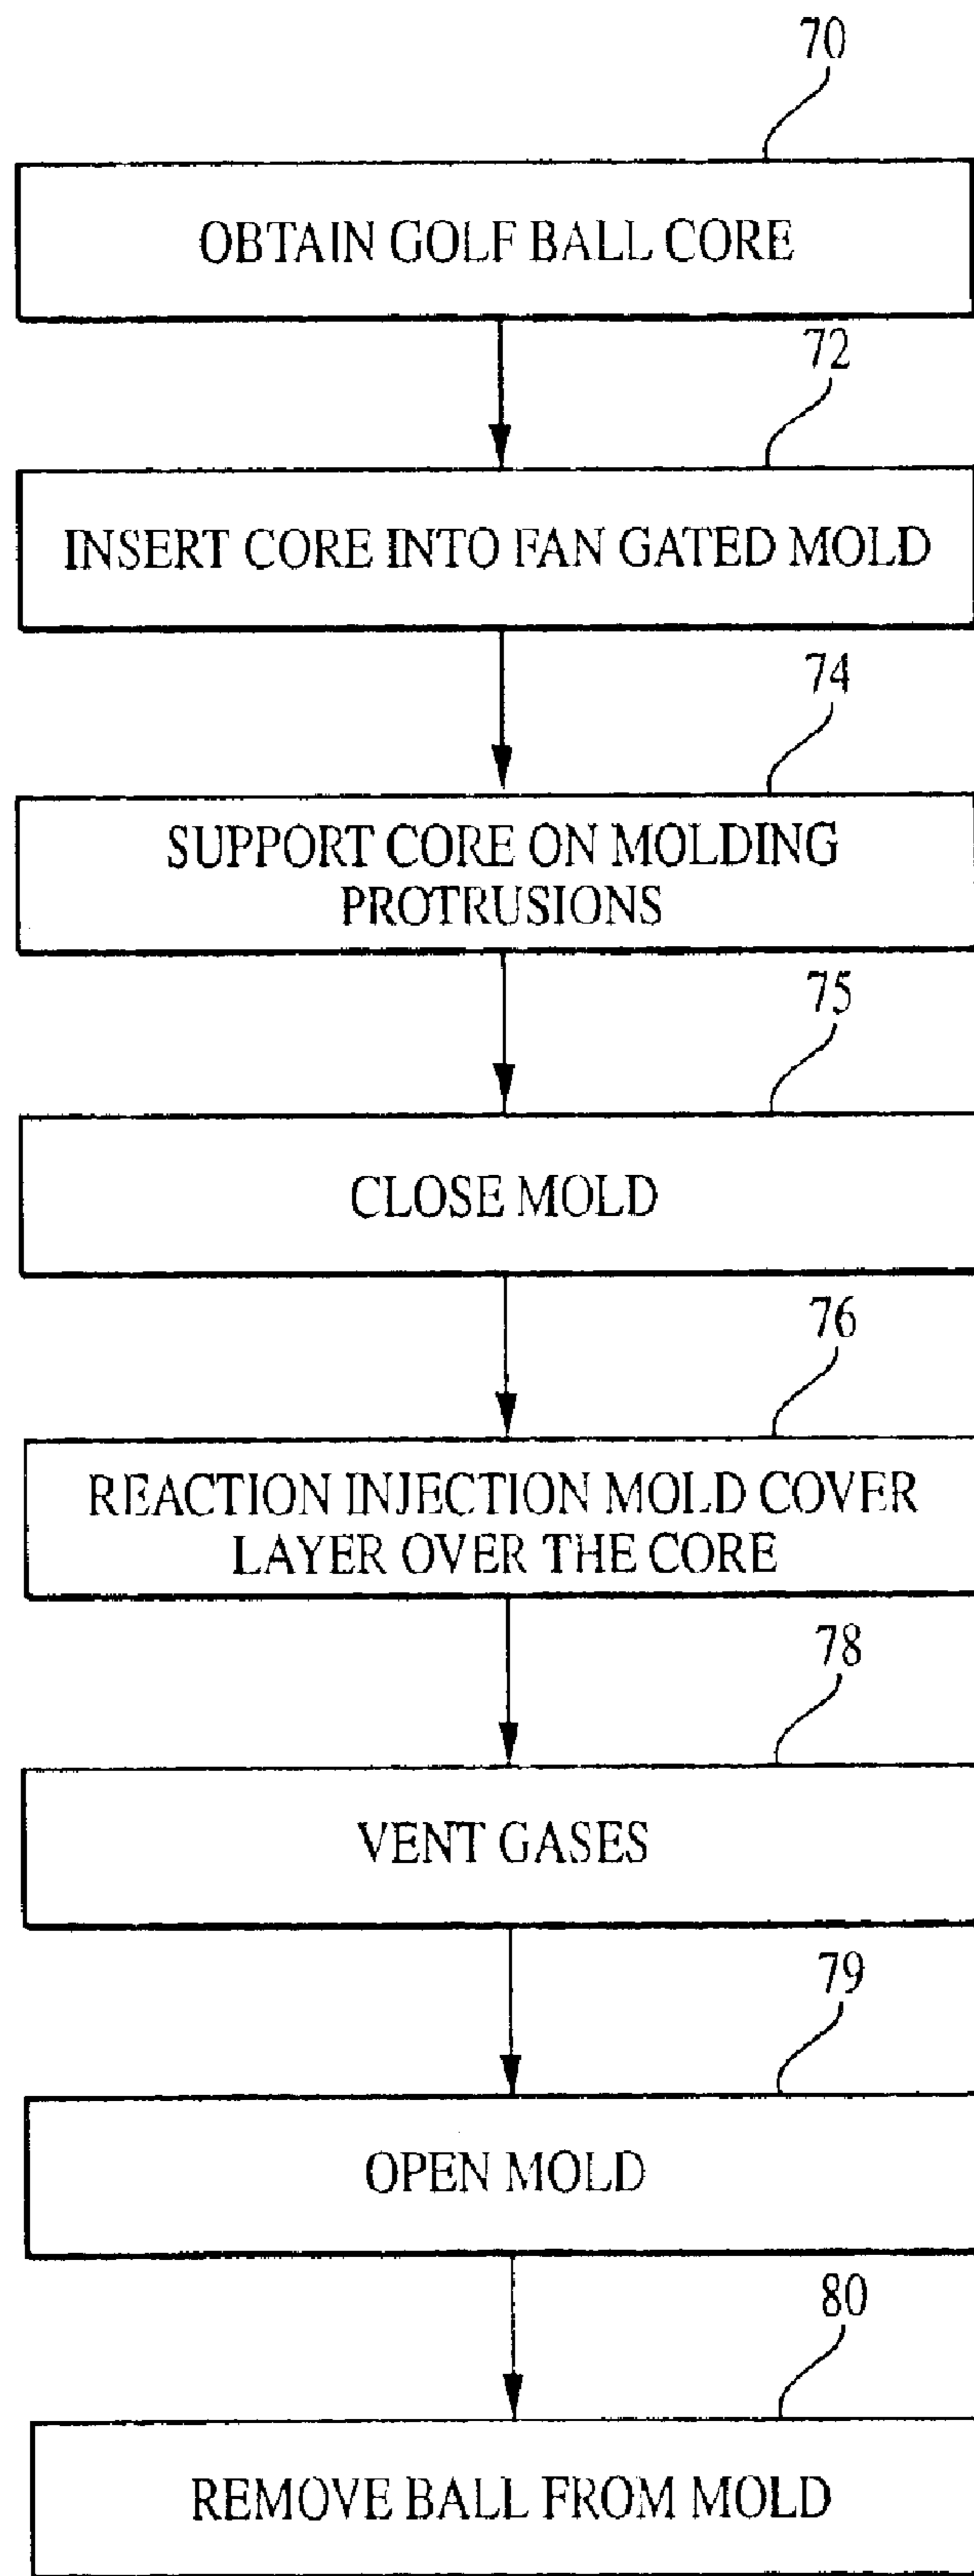 70
OBTAIN GOLF BALL CORE
72
INSERT CORE INTO FAN GATED MOLD
74
SUPPORT CORE ON MOLDING
PROTRUSIONS
75
CLOSE MOLD
76
REACTION INJECTION MOLD COVER
LAYER OVER THE CORE
78
VENT GASES
79
OPEN MOLD
80
REMOVE BALL FROM MOLD